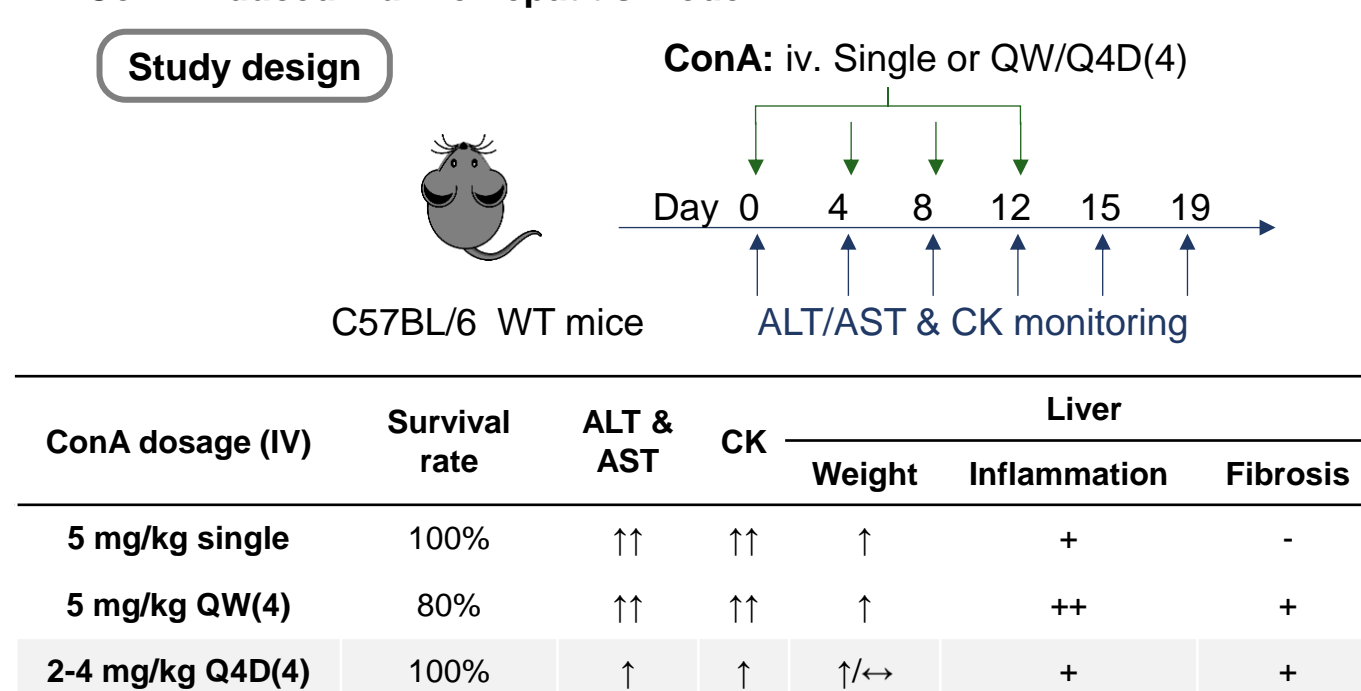 Study design
ConA: iv. Single or QW/Q4D(4)
Day 0 4 8 12 15 19
C57BL/6 WT mice
ALT/AST & CK monitoring
ConA dosage (IV) Survival rate ALT & AST CK Liver
Weight Inflammation Fibrosis
5 mg/kg single 100% ↑↑ ↑↑ ↑ + -
5 mg/kg QW(4) 80% ↑↑ ↑↑ ↑ ++ +
2-4 mg/kg Q4D(4) 100% ↑ ↑ ↑/↔ + +